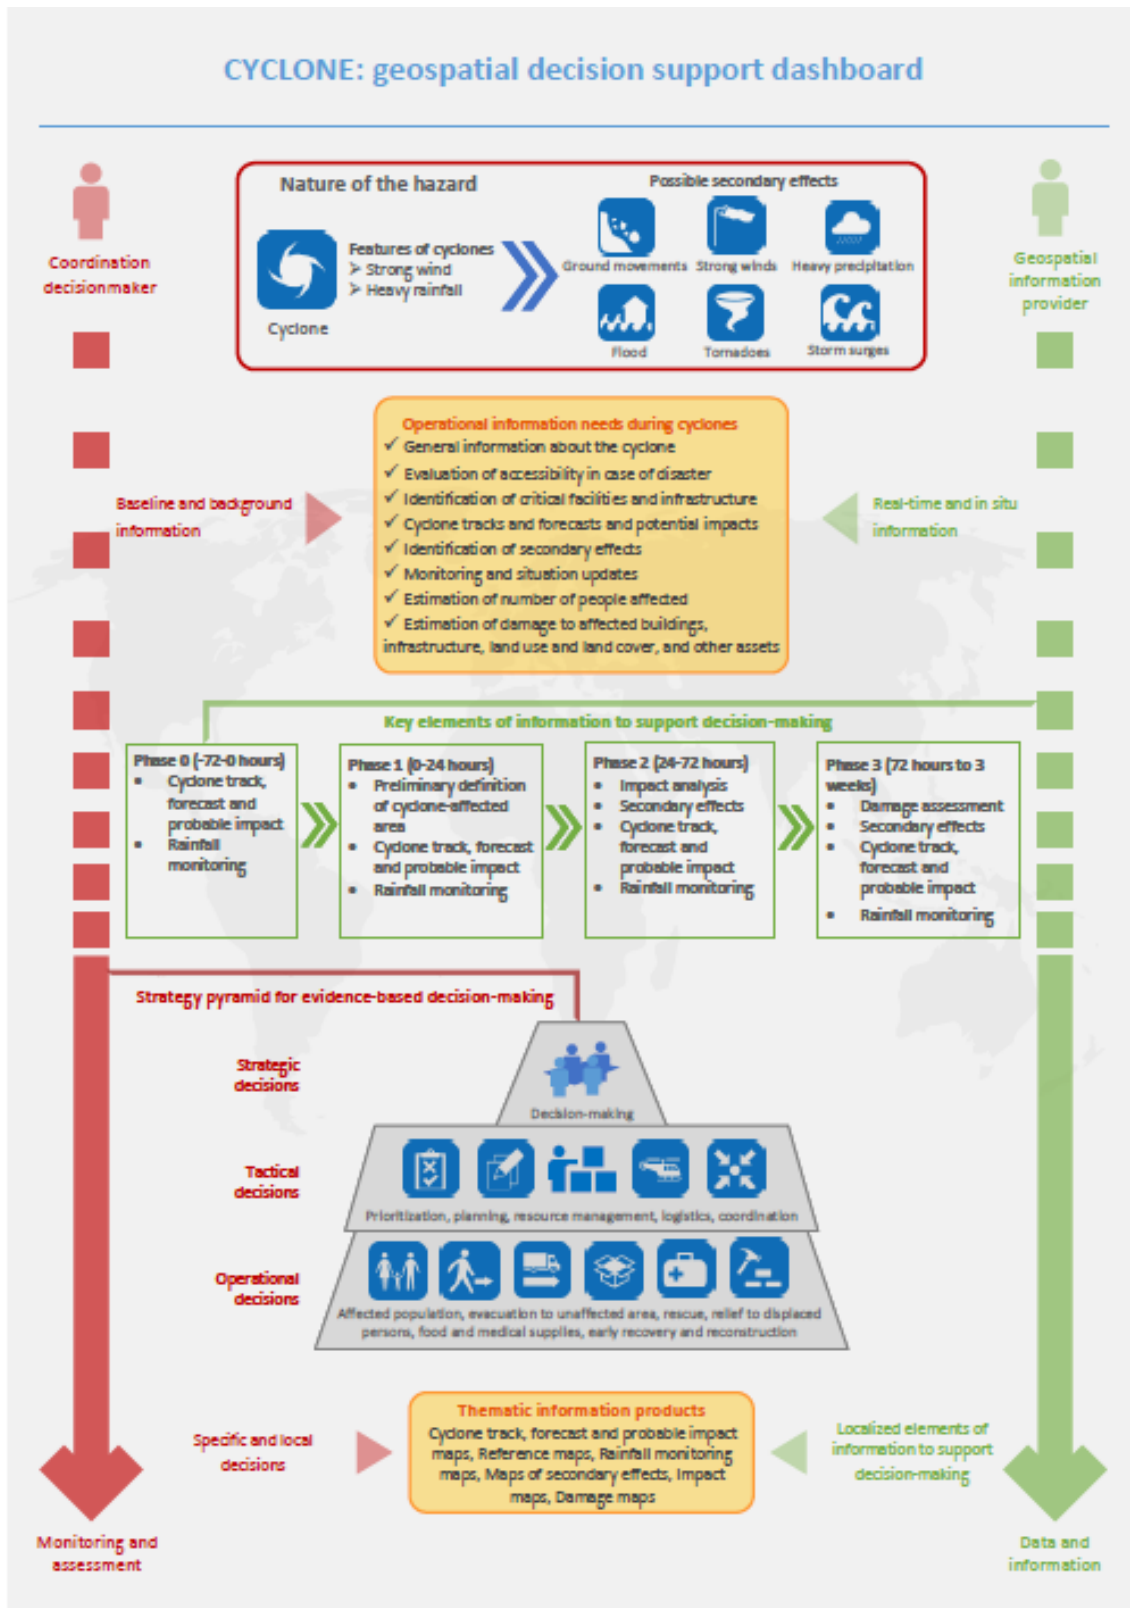 CYCLONE: geospatial decision support dashboard
Coordination
decisionmaker
Nature of the hazard
Cyclone
Features of cyclones
➢ Strong wind
➢ Heavy rainfall
Possible secondary effects
Ground movements
Strong winds
Heavy precipitation
Flood
Tornadoes
Storm surges
Geospatial
information
provider
Baseline and background
information
Operational information needs during cyclones
✓ General information about the cyclone
✓ Evaluation of accessibility in case of disaster
✓ Identification of critical facilities and infrastructure
✓ Cyclone tracks and forecasts and potential impacts
✓ Identification of secondary effects
✓ Monitoring and situation updates
✓ Estimation of number of people affected
✓ Estimation of damage to affected buildings,
infrastructure, land use and land cover, and other assets
Real-time and in situ
information
Key elements of information to support decision-making
Phase 0 (-72-0 hours)
• Cyclone track,
forecast and
probable impact
• Rainfall
monitoring
Phase 1 (0-24 hours)
• Preliminary definition
of cyclone-affected
area
• Cyclone track, forecast
and probable impact
• Rainfall monitoring
Phase 2 (24-72 hours)
• Impact analysis
• Secondary effects
• Cyclone track,
forecast and
probable impact
• Rainfall monitoring
Phase 3 (72 hours to 3
weeks)
• Damage assessment
• Secondary effects
• Cyclone track,
forecast and
probable impact
• Rainfall monitoring
Strategy pyramid for evidence-based decision-making
Strategic
decisions
Decision-making
Tactical
decisions
Prioritization, planning, resource management, logistics, coordination
Operational
decisions
Affected population, evacuation to unaffected area, rescue, relief to displaced
persons, food and medical supplies, early recovery and reconstruction
Specific and local
decisions
Thematic information products
Cyclone track, forecast and probable impact
maps, Reference maps, Rainfall monitoring
maps, Maps of secondary effects, Impact
maps, Damage maps
Localized elements of
information to support
decision-making
Monitoring and
assessment
Data and
information